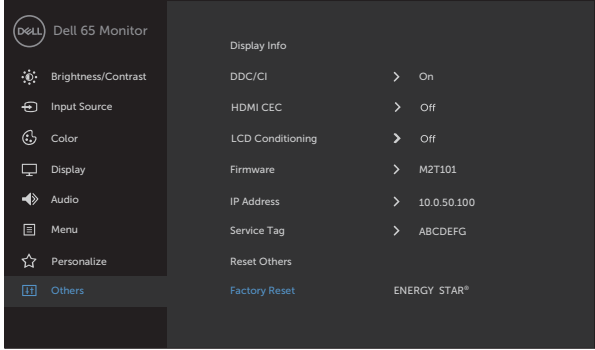 DELL Dell 65 Monitor
Display Info
Brightness/Contrast DDC/CI > On
Input Source HDMI CEC > Off
Color LCD Conditioning > Off
Display Firmware > M2T101
Audio IP Address > 10.0.50.100
Menu Service Tag > ABCDEFG
Personalize Reset Others
Others Factory Reset ENERGY STAR®